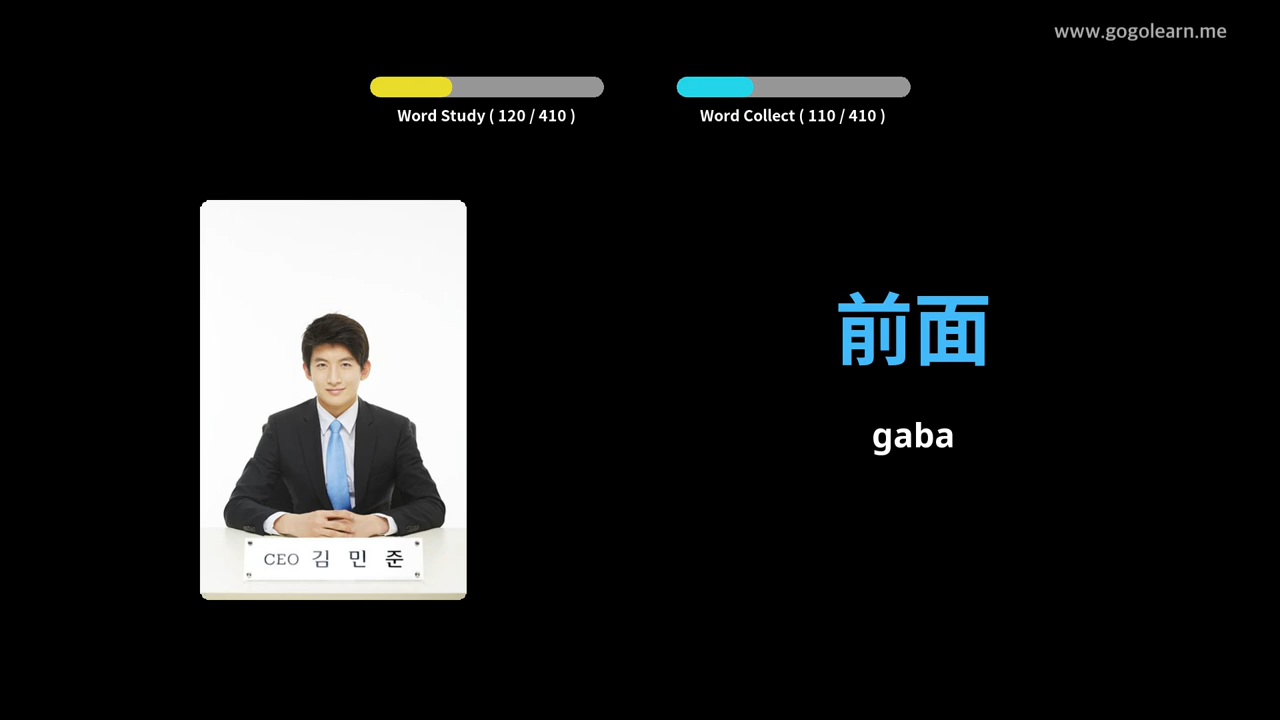 www.gogolearn.me
Word Study ( 120 / 410 )
Word Collect ( 110 / 410 )
前面
gaba
CEO 김 민 준